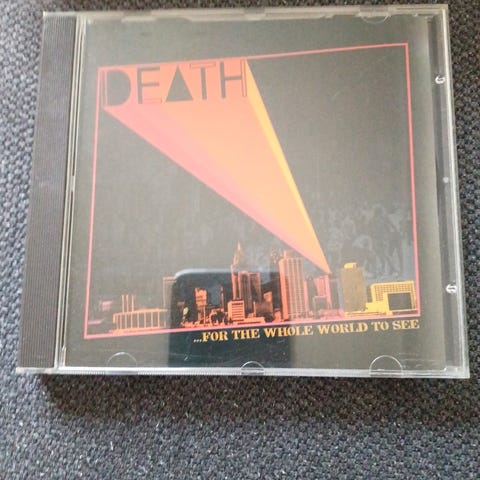 DEATH
...FOR THE WHOLE WORLD TO SEE